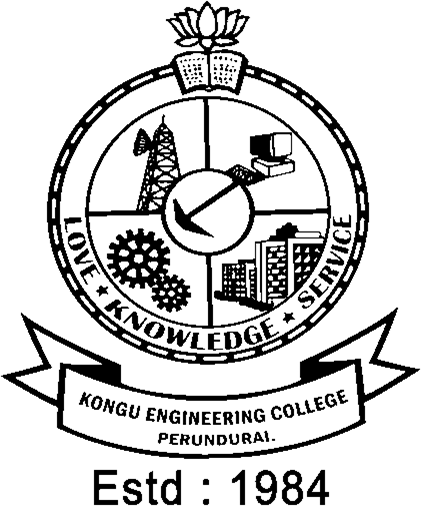 LOVE ★ KNOWLEDGE ★ SERVICE
KONGU ENGINEERING COLLEGE
PERUNDURAI.
Estd : 1984